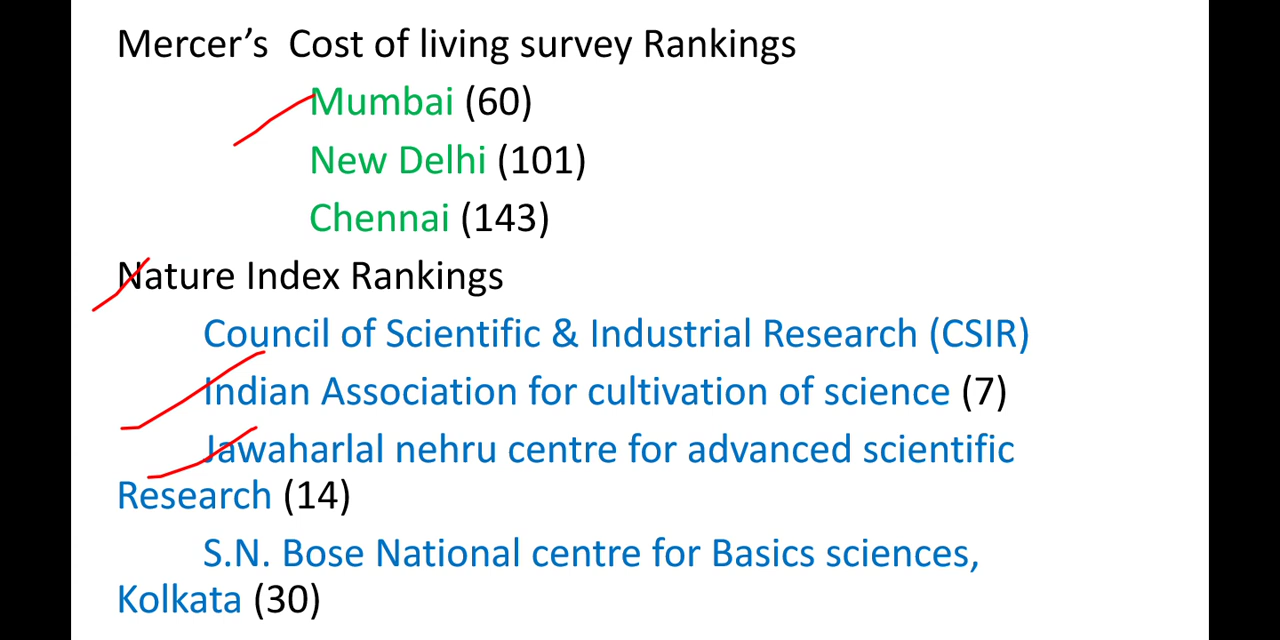 Mercer’s Cost of living survey Rankings
Mumbai (60)
New Delhi (101)
Chennai (143)
Nature Index Rankings
Council of Scientific & Industrial Research (CSIR)
Indian Association for cultivation of science (7)
Jawaharlal nehru centre for advanced scientific
Research (14)
S.N. Bose National centre for Basics sciences,
Kolkata (30)